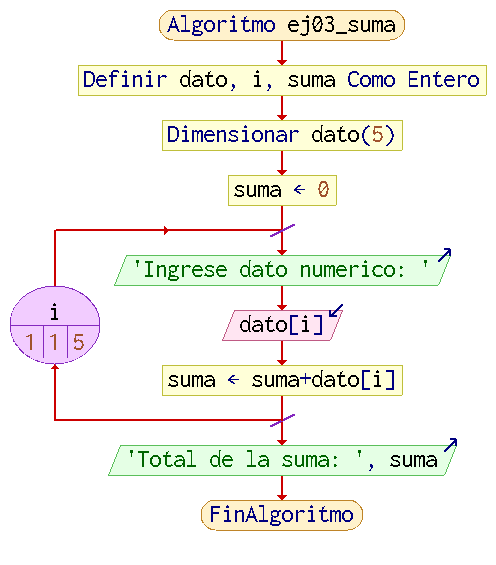 Algoritmo ej03_suma
Definir dato, i, suma Como Entero
Dimensionar dato(5)
suma ← 0
'Ingrese dato numerico: '
i
1 1 5
dato[i]
suma ← suma+dato[i]
'Total de la suma: ', suma
FinAlgoritmo